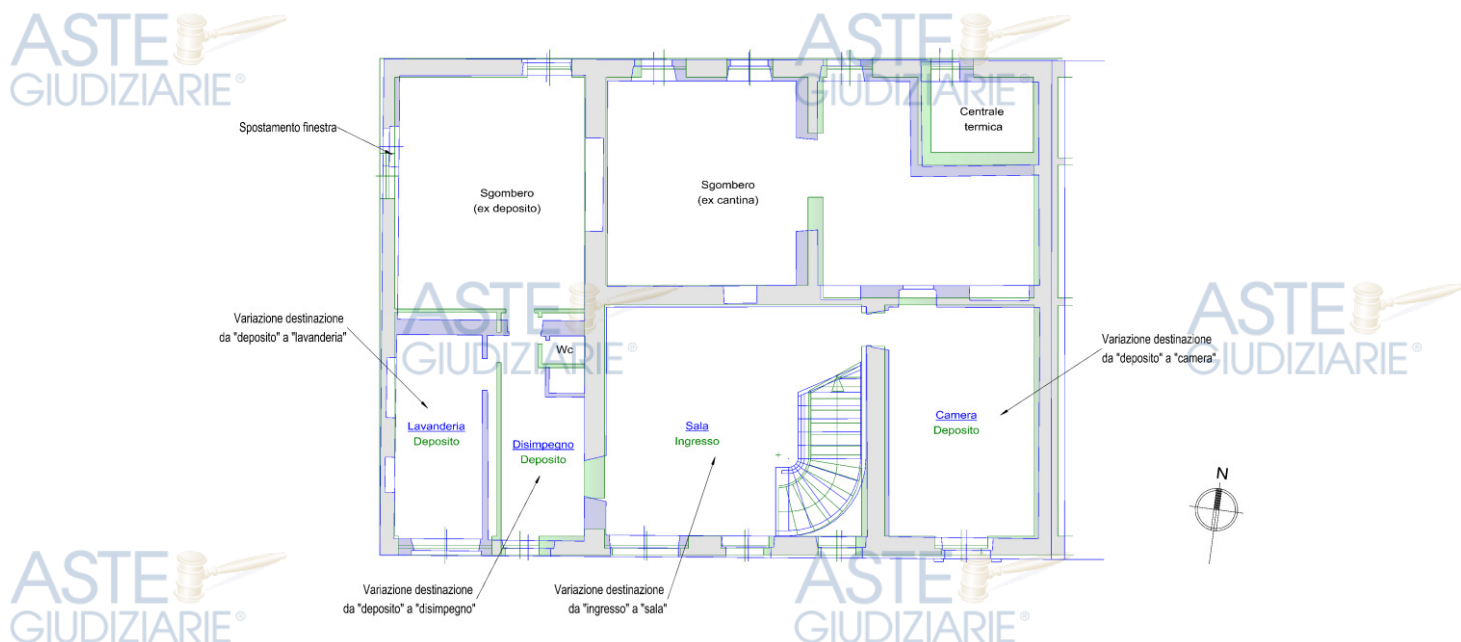 ASTE
GIUDIZIARIE®
ASTE
GIUDIZIARIE®
Centrale
termica
Spostamento finestra
Sgombero
(ex deposito)
Sgombero
(ex cantina)
ASTE
GIUDIZIARIE®
ASTE
GIUDIZIARIE®
Variazione destinazione
da "deposito" a "lavanderia"
Wc
Variazione destinazione
da "deposito" a "camera"
Lavanderia
Deposito
Disimpegno
Deposito
Sala
Ingresso
Camera
Deposito
N
ASTE
GIUDIZIARIE®
ASTE
GIUDIZIARIE®
Variazione destinazione
da "deposito" a "disimpegno"
Variazione destinazione
da "ingresso" a "sala"